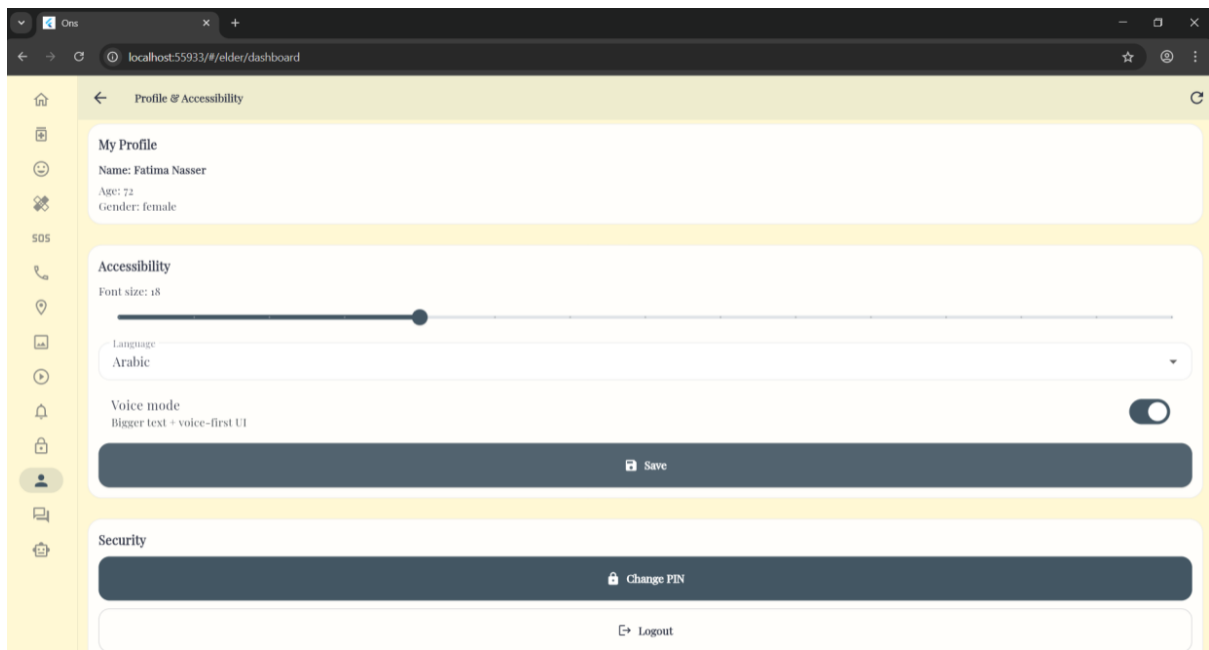 Ons
localhost:55933/#/elder/dashboard
Profile & Accessibility
My Profile
Name: Fatima Nasser
Age: 72
Gender: female
SOS
Accessibility
Font size: 18
Language
Arabic
Voice mode
Bigger text + voice-first UI
Save
Security
Change PIN
Logout